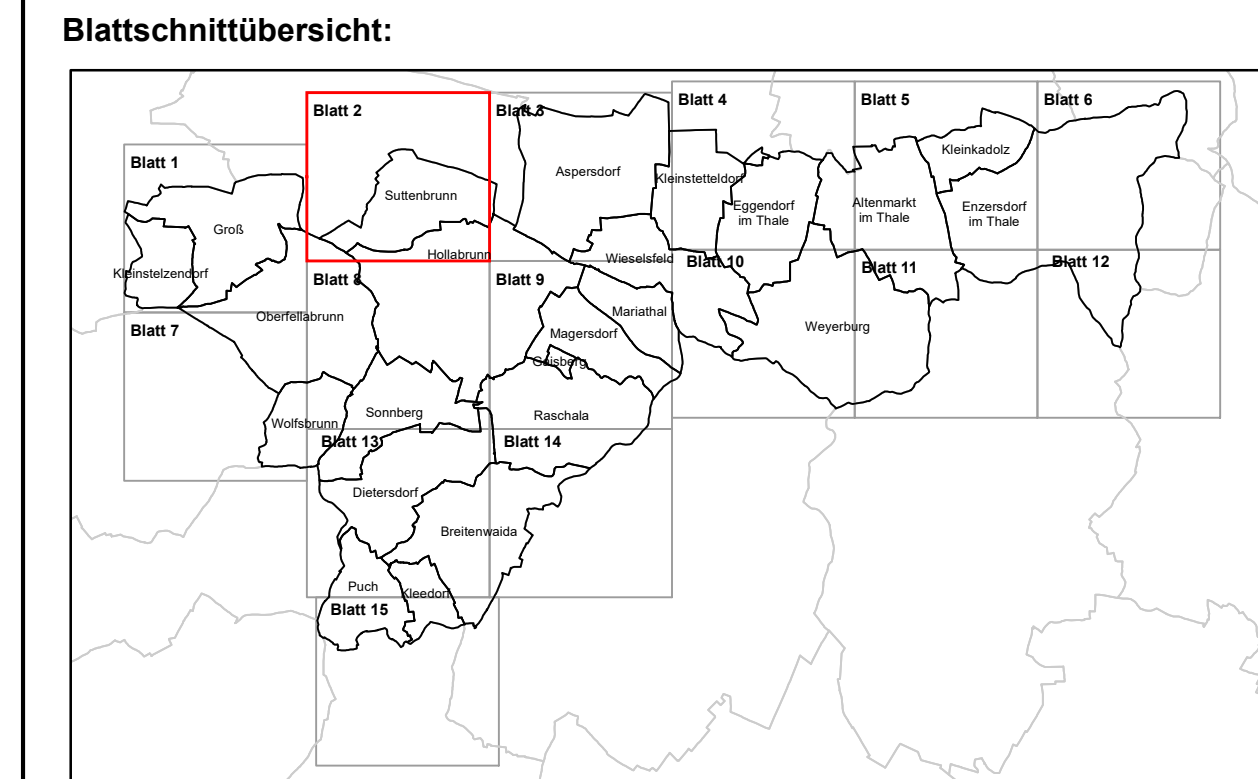 Blattschnittübersicht:
Blatt 1
Blatt 2
Blatt 3
Blatt 4
Blatt 5
Blatt 6
Kleinkadolz
Aspersdorf
Kleinstetteldorf
Suttenbrunn
Eggendorf
im Thale
Altenmarkt
im Thale
Enzersdorf
im Thale
Groß
Hollabrunn
Wieselsfeld
Kleinstelzendorf
Blatt 7
Blatt 8
Blatt 9
Blatt 10
Blatt 11
Blatt 12
Oberfellabrunn
Mariathal
Magersdorf
Weyerburg
Gaisberg
Wolfsbrunn
Sonnberg
Raschala
Blatt 13
Blatt 14
Dietersdorf
Breitenwaida
Puch
Kleedorf
Blatt 15